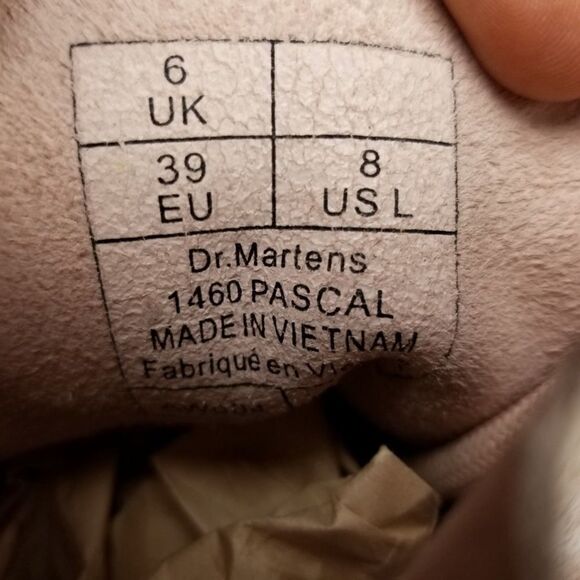 6
UK
39
EU
8
US L
Dr.Martens
1460 PASCAL
MADE IN VIETNAM
Fabriqué en